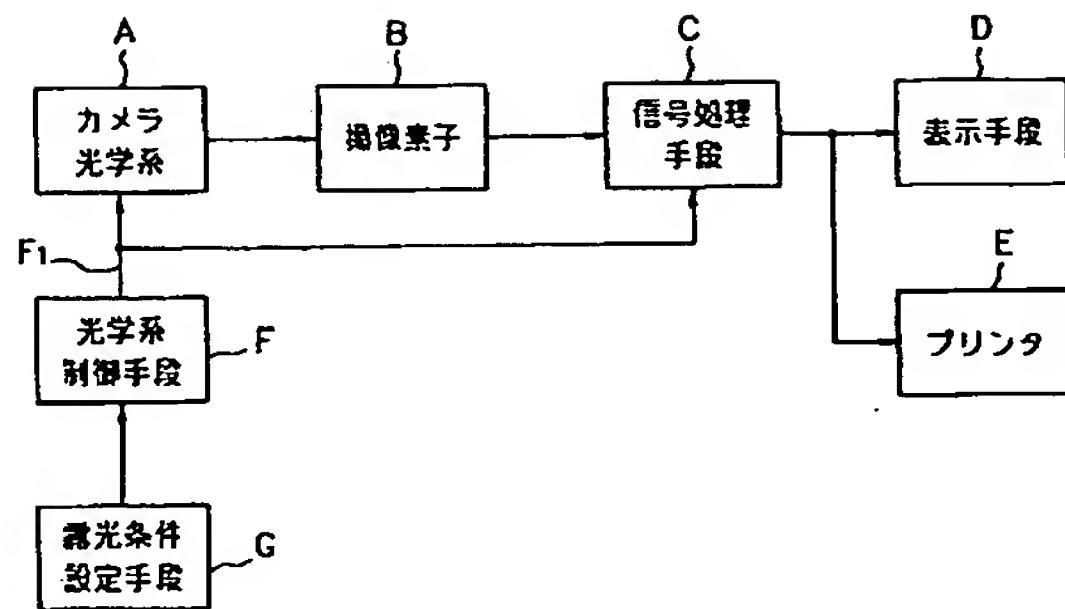 A
B
C
D
カメラ
光学系
撮像素子
信号処理
手段
表示手段
F1
E
光学系
制御手段
F
プリンタ
露光条件
設定手段
G